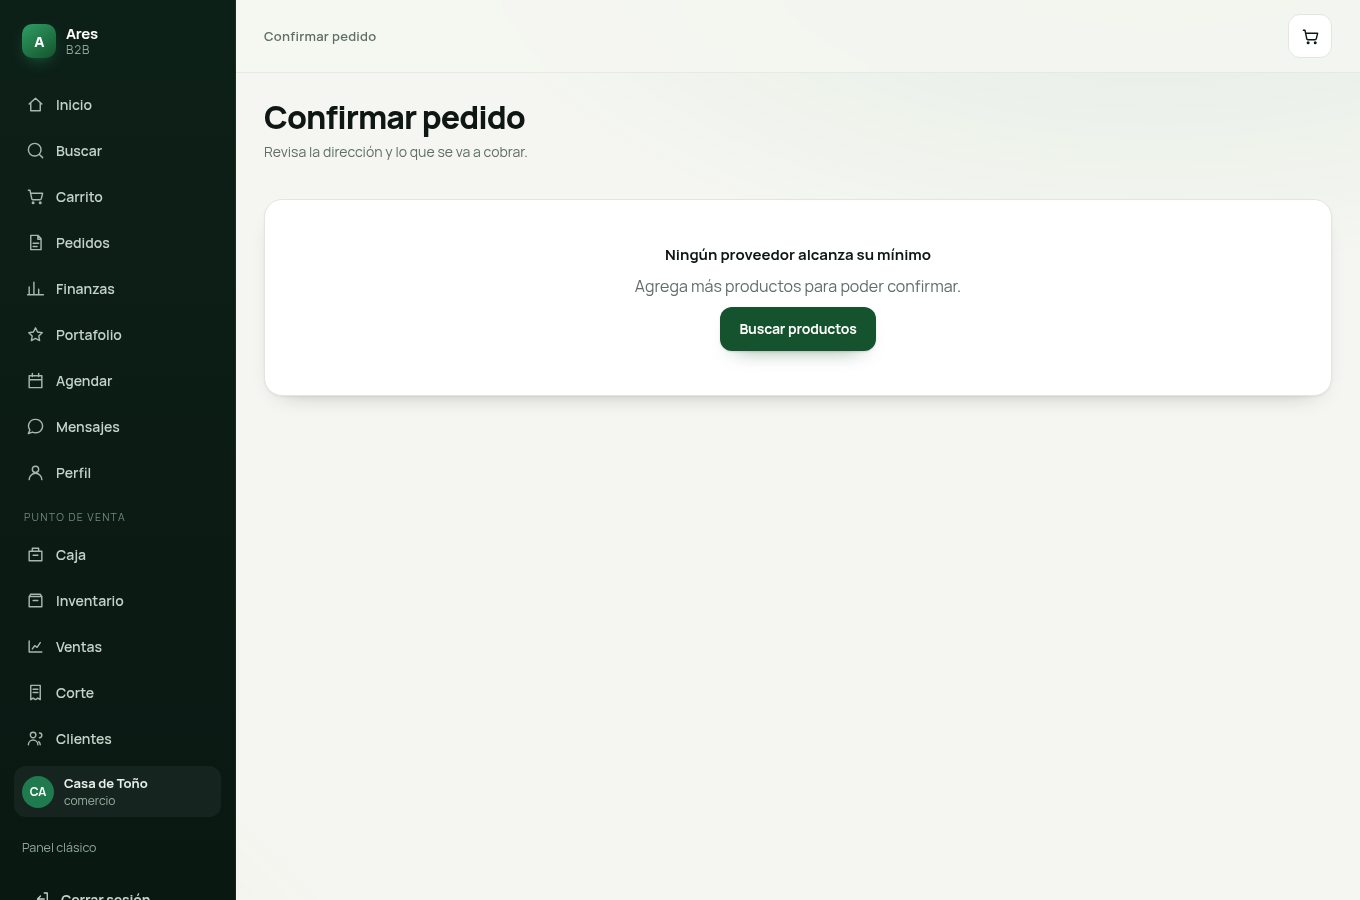 A
Ares
B2B
Inicio
Buscar
Carrito
Pedidos
Finanzas
Portafolio
Agendar
Mensajes
Perfil
PUNTO DE VENTA
Caja
Inventario
Ventas
Corte
Clientes
CA
Casa de Toño
comercio
Panel clásico
Cerrar sesión
Confirmar pedido
Confirmar pedido
Revisa la dirección y lo que se va a cobrar.
Ningún proveedor alcanza su mínimo
Agrega más productos para poder confirmar.
Buscar productos